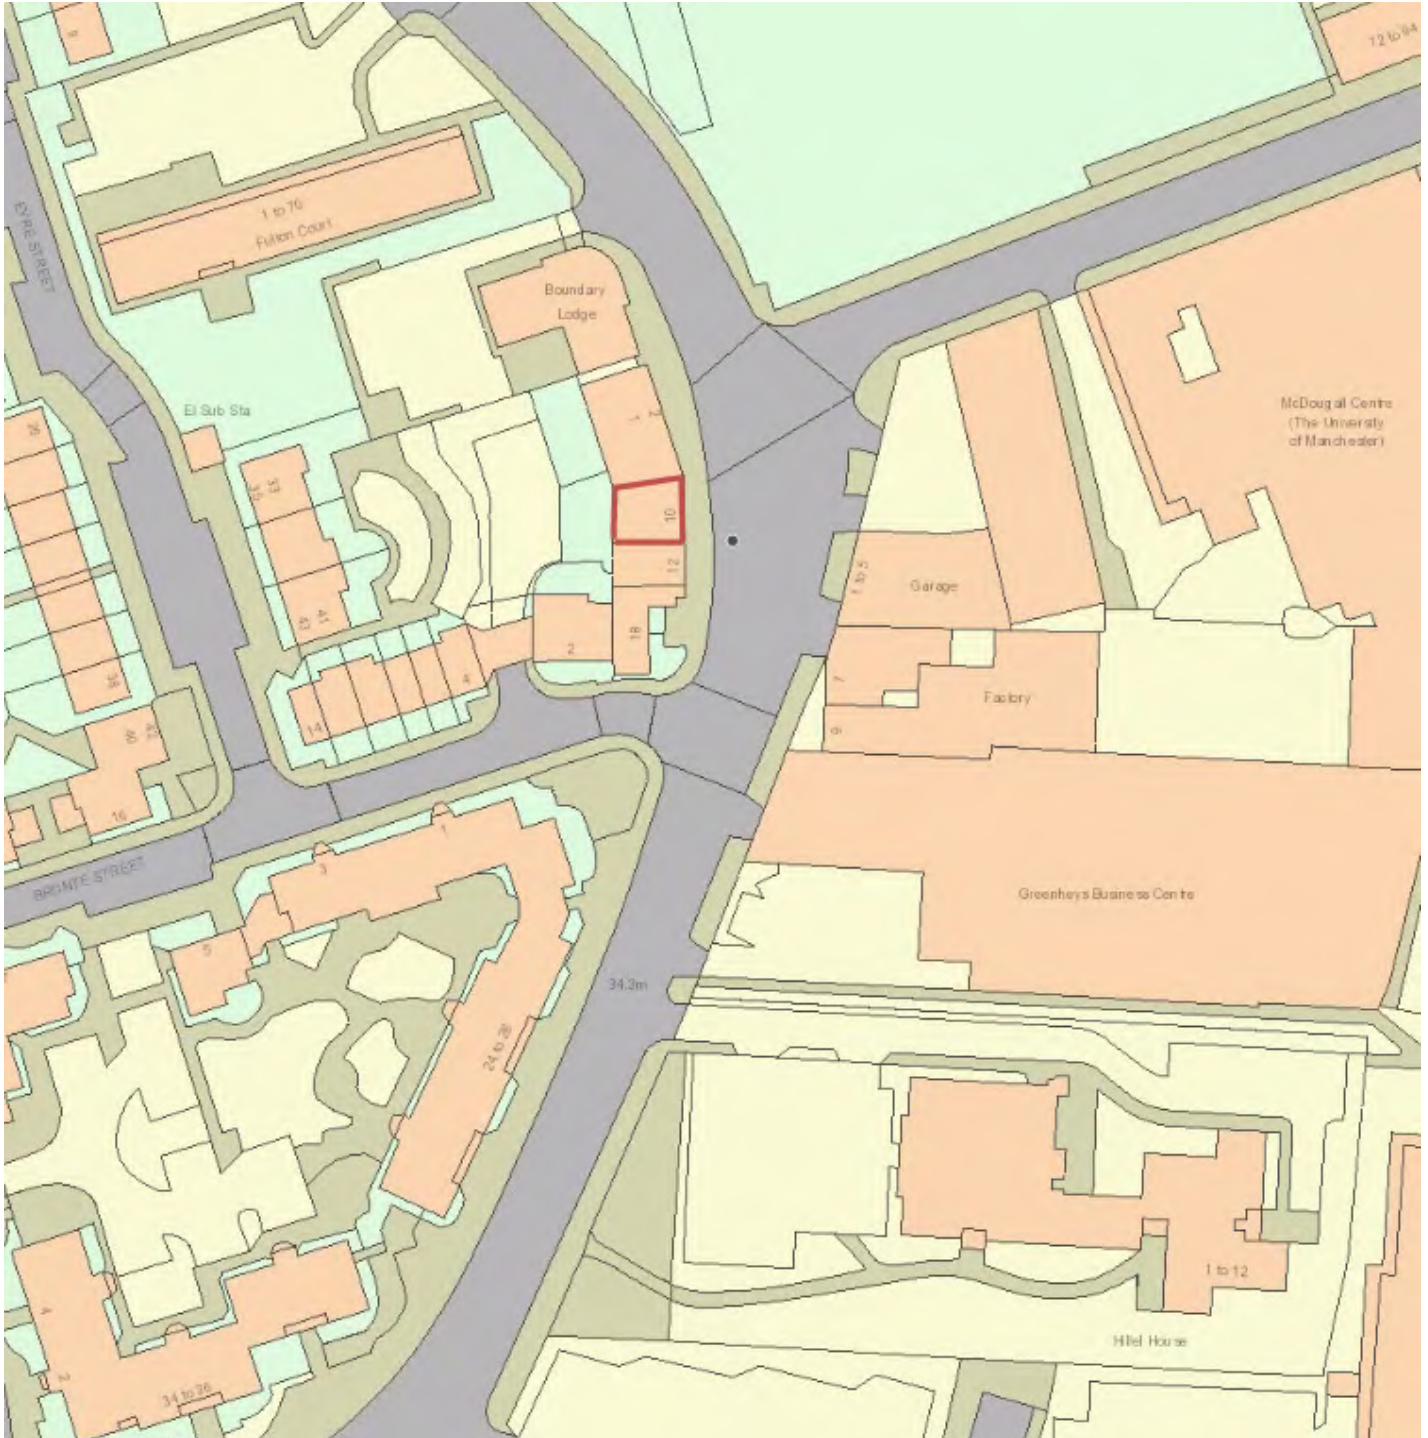 72 to 94
1 to 70
Fulton Court
EYRE STREET
Boundary
Lodge
2
1
McDougall Centre
(The University
of Manchester)
El Sub Sta
26
33
35
10
12
1 to 5
Garage
41
43
18
2
4
38
7
Factory
9
14
42
40
16
1
3
BRONTE STREET
Greenheys Business Centre
5
34.3m
24 to 28
1 to 12
4
Hillel House
2
34 to 36